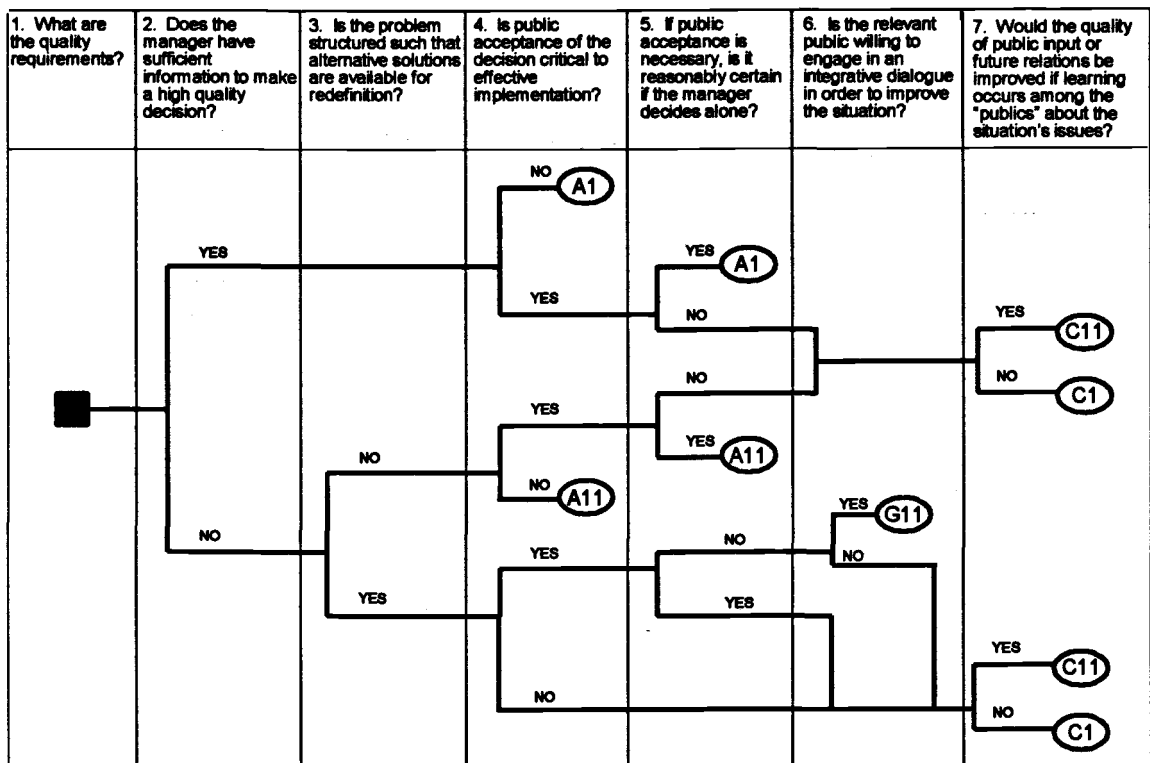 1. What are
the quality
requirements?
2. Does the
manager have
sufficient
information to make
a high quality
decision?
3. Is the problem
structured such that
alternative solutions
are available for
redefinition?
4. Is public
acceptance of the
decision critical to
effective
implementation?
5. If public
acceptance is
necessary, is it
reasonably certain
if the manager
decides alone?
6. Is the relevant
public willing to
engage in an
integrative dialogue
in order to improve
the situation?
7. Would the quality
of public input or
future relations be
improved if learning
occurs among the
"publics" about the
situation's issues?
NO
A1
YES
YES
A1
YES
NO
YES
C11
NO
NO
C1
YES
YES
A11
NO
NO
A11
YES
G11
NO
YES
NO
NO
YES
YES
YES
C11
NO
NO
C1